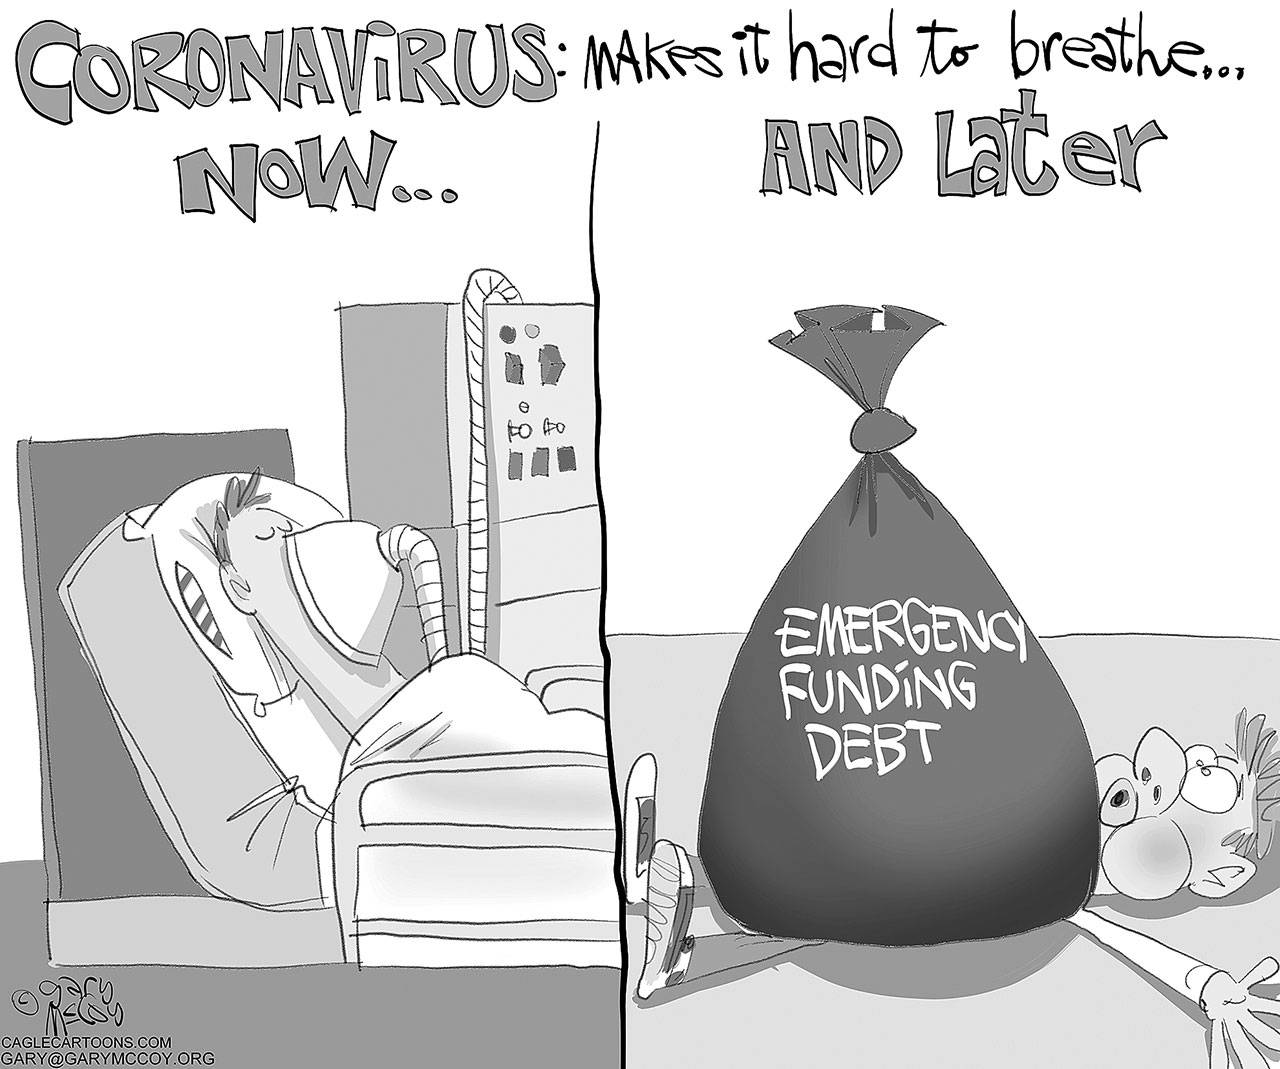 CORONAVIRUS: MAKES it hard to breathe...
NOW...
AND Later
EMERGENCY
FUNDING
DEBT
© gary
McCoy
CAGLECARTOONS.COM
GARY@GARYMCCOY.ORG